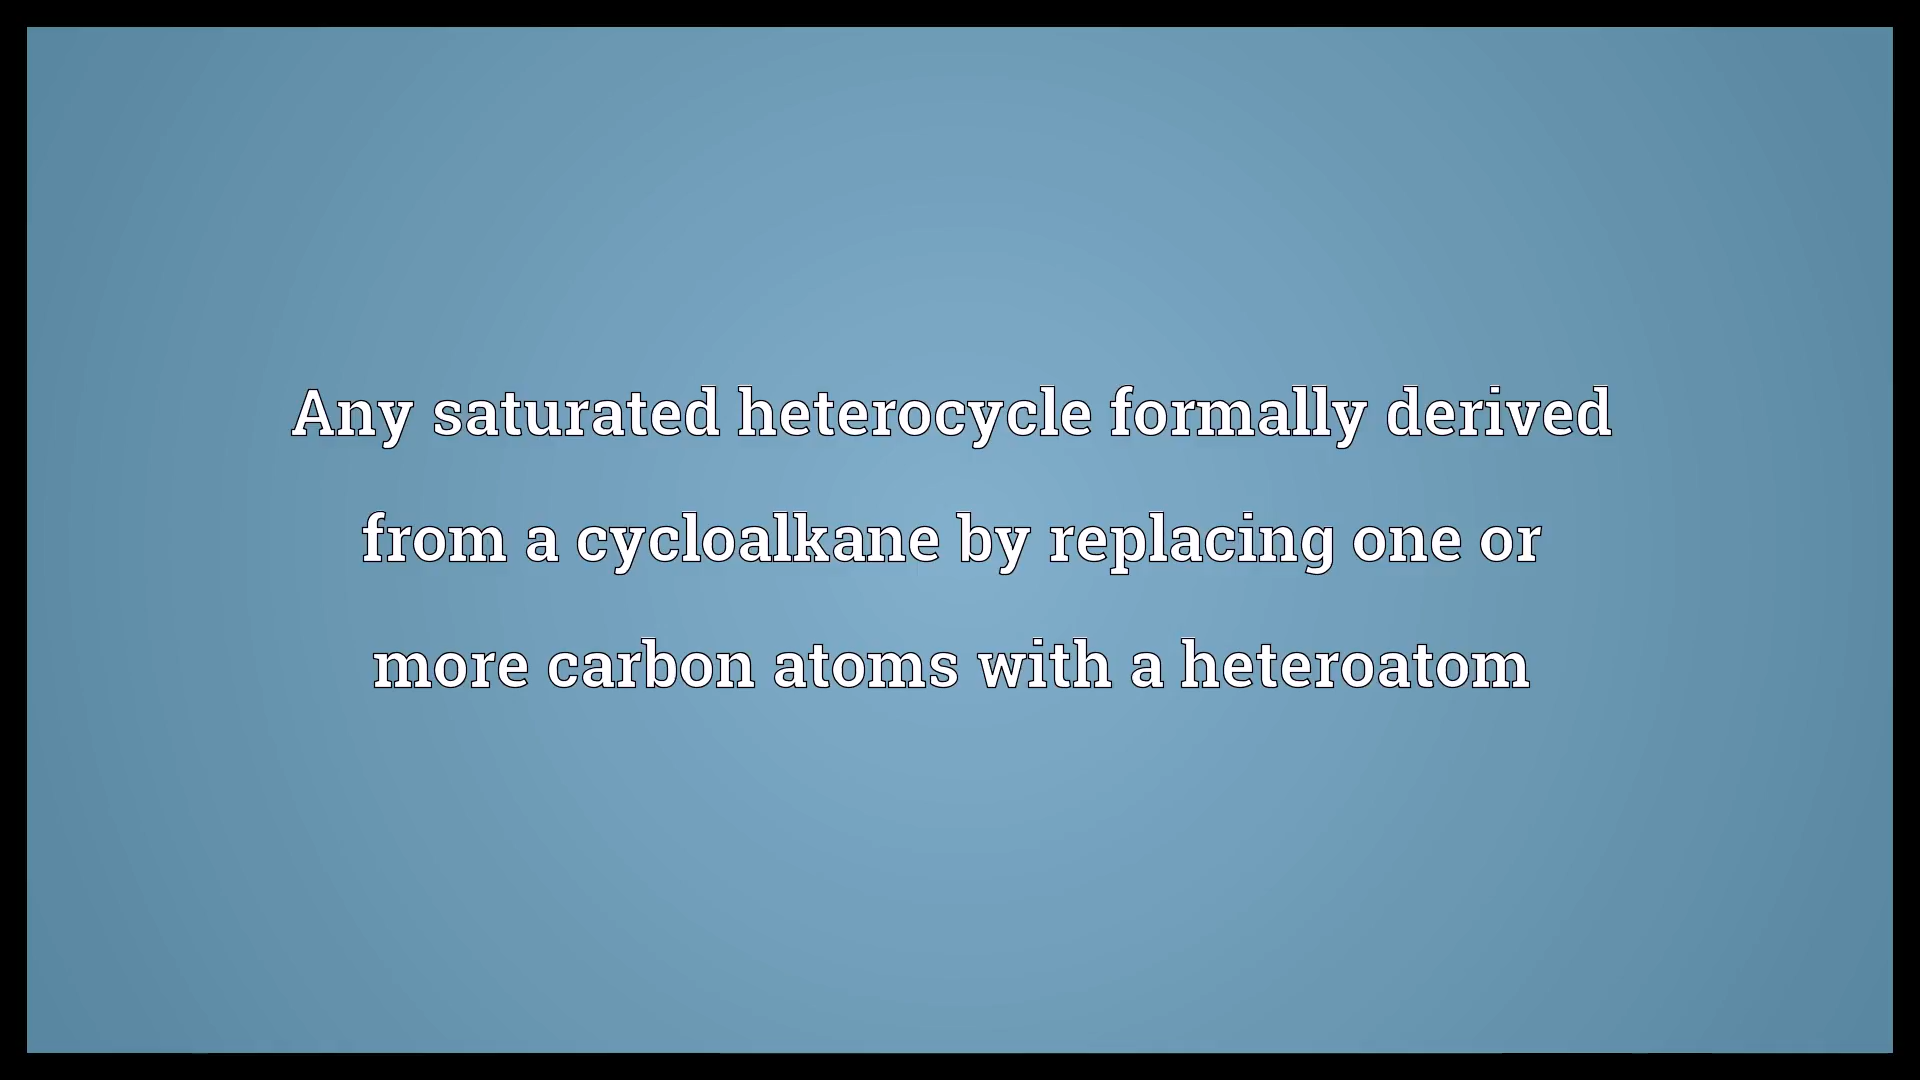 Any saturated heterocycle formally derived
from a cycloalkane by replacing one or
more carbon atoms with a heteroatom